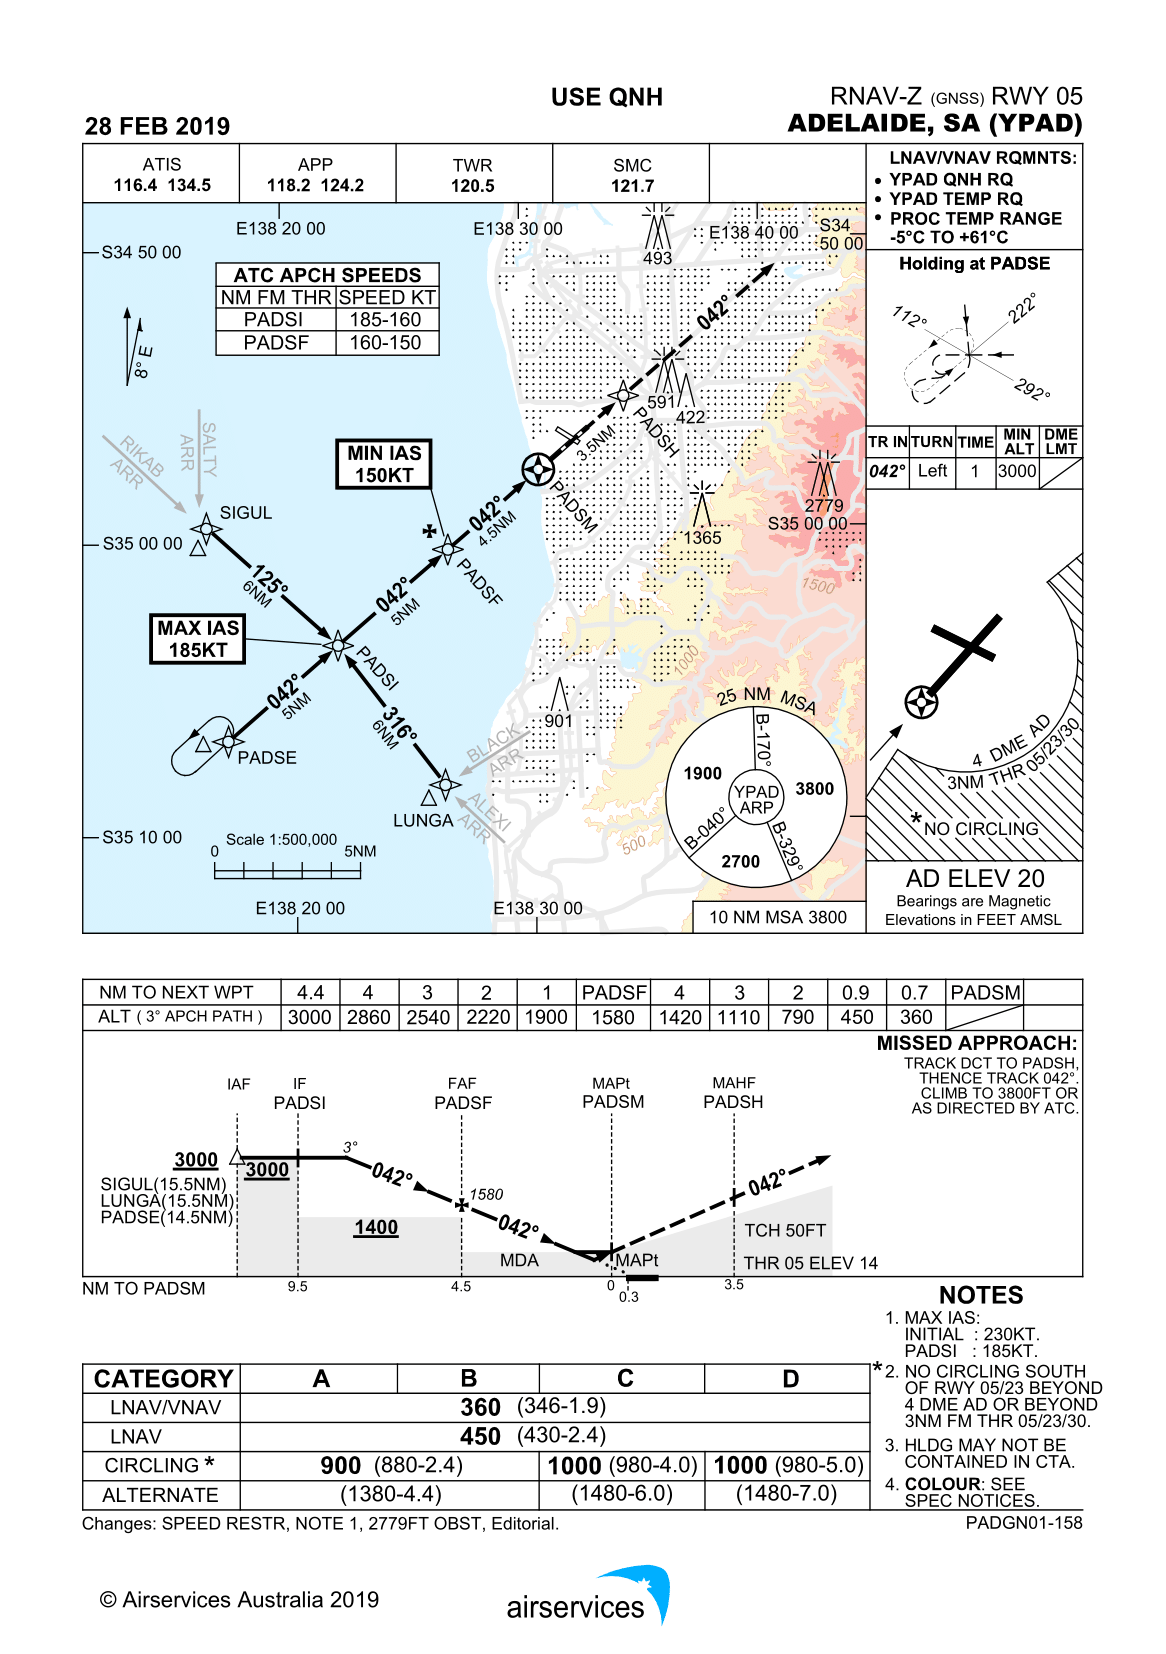 USE QNH
RNAV-Z (GNSS) RWY 05
28 FEB 2019
ADELAIDE, SA (YPAD)
ATIS
116.4 134.5
APP
118.2 124.2
TWR
120.5
SMC
121.7
LNAV/VNAV RQMNTS:
• YPAD QNH RQ
• YPAD TEMP RQ
• PROC TEMP RANGE
-5°C TO +61°C
E138 20 00
E138 30 00
E138 40 00
S34
50 00
S34 50 00
493
ATC APCH SPEEDS
NM FM THR SPEED KT
PADSI 185-160
PADSF 160-150
8° E
042°
Holding at PADSE
112°
222°
292°
TR IN TURN TIME MIN ALT DME LMT
042° Left 1 3000
591
422
PADSH
3.5NM
RIKAB
ARR
SALTY
ARR
MIN IAS
150KT
SIGUL
PADSM
2779
S35 00 00
S35 00 00
1365
042°
4.5NM
125°
6NM
PADSF
042°
5NM
1500
MAX IAS
185KT
PADSI
1000
042°
5NM
316°
6NM
901
PADSE
BLACK
ARR
LUNGA
ALEXI
ARR
25 NM MSA
B-170°
1900
3800
YPAD
ARP
B-040°
B-329°
2700
500
4 DME AD
3NM THR 05/23/30
* NO CIRCLING
S35 10 00
Scale 1:500,000
0 5NM
E138 20 00
E138 30 00
10 NM MSA 3800
AD ELEV 20
Bearings are Magnetic
Elevations in FEET AMSL
NM TO NEXT WPT 4.4 4 3 2 1 PADSF 4 3 2 0.9 0.7 PADSM
ALT ( 3° APCH PATH ) 3000 2860 2540 2220 1900 1580 1420 1110 790 450 360
MISSED APPROACH:
TRACK DCT TO PADSH,
THENCE TRACK 042°.
CLIMB TO 3800FT OR
AS DIRECTED BY ATC.
IAF
IF
PADSI
FAF
PADSF
MAPt
PADSM
MAHF
PADSH
3000
3000
3°
042°
SIGUL(15.5NM)
LUNGA(15.5NM)
PADSE(14.5NM)
1580
1400
042°
042°
MDA
MAPt
TCH 50FT
THR 05 ELEV 14
NM TO PADSM
9.5 4.5 0 3.5
0.3
NOTES
1. MAX IAS:
INITIAL : 230KT.
PADSI : 185KT.
*2. NO CIRCLING SOUTH
OF RWY 05/23 BEYOND
4 DME AD OR BEYOND
3NM FM THR 05/23/30.
3. HLDG MAY NOT BE
CONTAINED IN CTA.
4. COLOUR: SEE
SPEC NOTICES.
CATEGORY A B C D
LNAV/VNAV 360 (346-1.9)
LNAV 450 (430-2.4)
CIRCLING * 900 (880-2.4) 1000 (980-4.0) 1000 (980-5.0)
ALTERNATE (1380-4.4) (1480-6.0) (1480-7.0)
Changes: SPEED RESTR, NOTE 1, 2779FT OBST, Editorial.
PADGN01-158
© Airservices Australia 2019
airservices